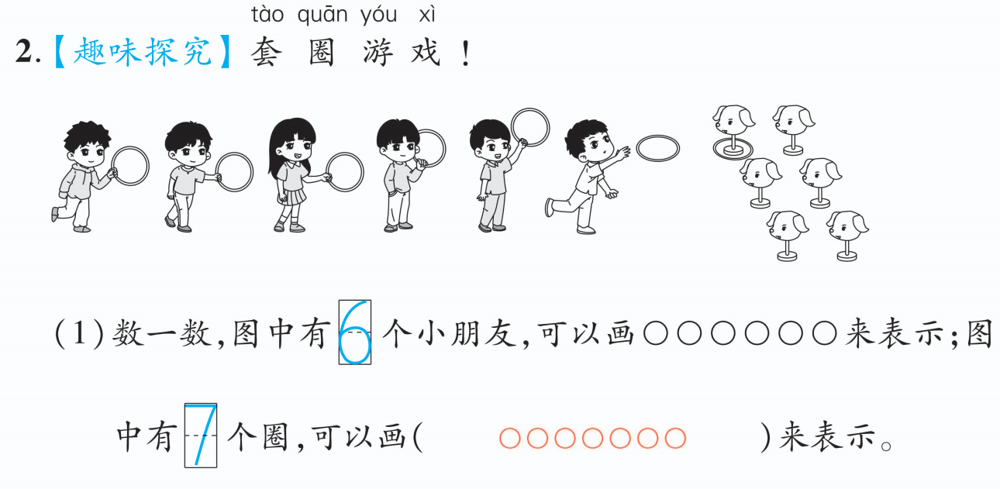 tào quān yóu xì
2.【趣味探究】套 圈 游 戏！
(1)数一数,图中有6个小朋友,可以画○○○○○○来表示;图
中有7个圈,可以画( ○○○○○○○ )来表示。